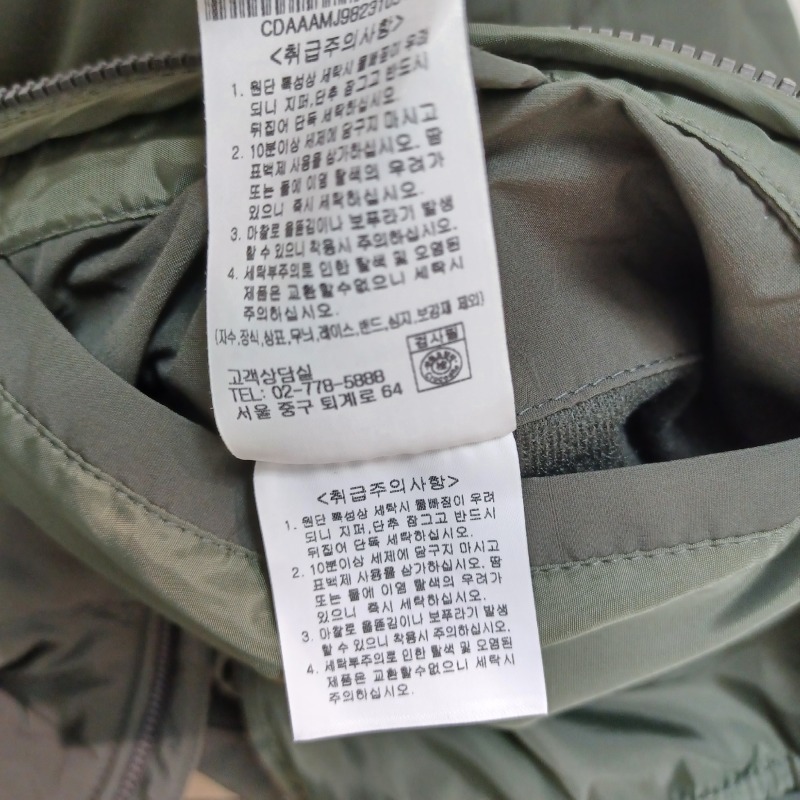 CDAAAMJ982310
<취급주의사항>
1. 원단 특성상 세탁시 물빠짐이 우려
되니 지퍼,단추 잠그고 반드시
뒤집어 단독 세탁하십시오.
2. 10분이상 세제에 담구지 마시고
표백제 사용을 삼가하십시오. 땀
또는 물에 이염 탈색의 우려가
있으니 즉시 세탁하십시오.
3. 마찰로 올뜯김이나 보푸라기 발생
할 수 있으니 착용시 주의하십시오.
4. 세탁부주의로 인한 탈색 및 오염된
제품은 교환할수없으니 세탁시
주의하십시오.
(자수,장식,상표,무늬,레이스,밴드,심지,보강재 제외)
검사필
고객상담실
TEL: 02-778-5888
서울 중구 퇴계로 64
<취급주의사항>
1. 원단 특성상 세탁시 물빠짐이 우려
되니 지퍼,단추 잠그고 반드시
뒤집어 단독 세탁하십시오.
2. 10분이상 세제에 담구지 마시고
표백제 사용을 삼가하십시오. 땀
또는 물에 이염 탈색의 우려가
있으니 즉시 세탁하십시오.
3. 마찰로 올뜯김이나 보푸라기 발생
할 수 있으니 착용시 주의하십시오.
4. 세탁부주의로 인한 탈색 및 오염된
제품은 교환할수없으니 세탁시
주의하십시오.